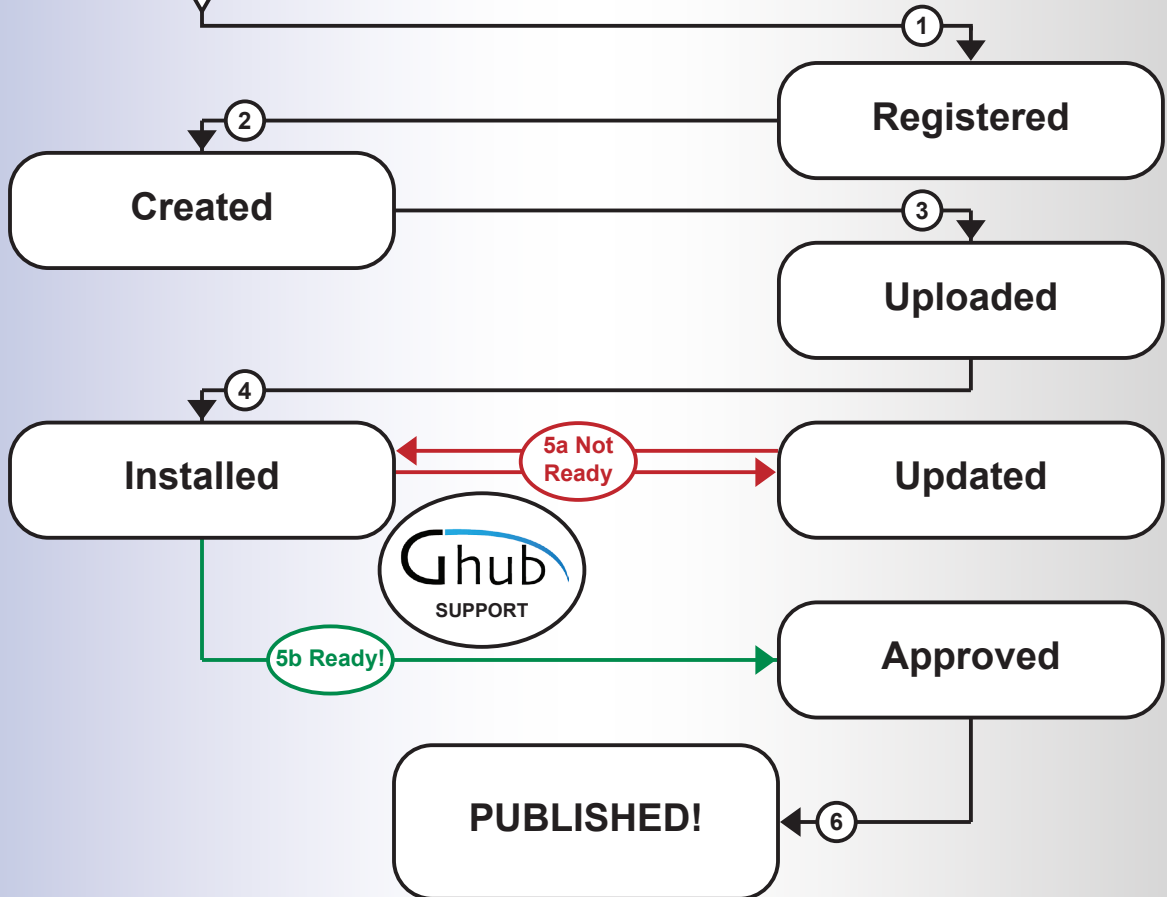 1
Registered
2
Created
3
Uploaded
4
Installed
5a Not
Ready
Updated
Ghub
SUPPORT
5b Ready!
Approved
PUBLISHED!
6